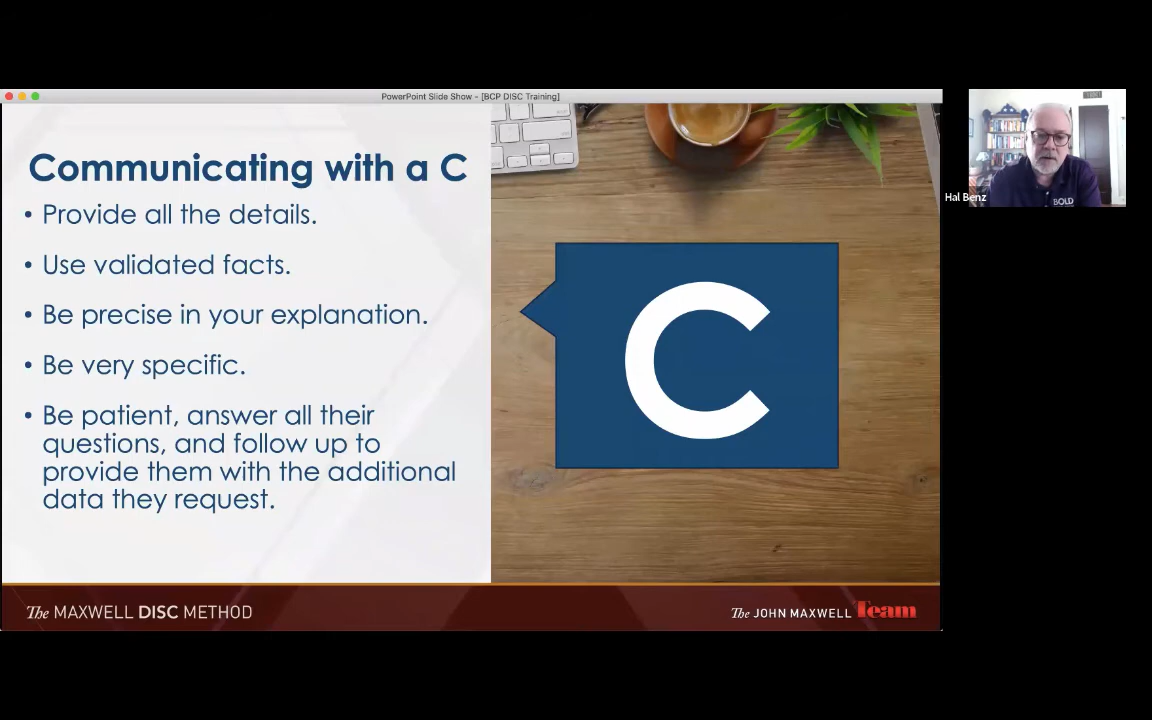 PowerPoint Slide Show - [BCP DISC Training]
Communicating with a C
• Provide all the details.
• Use validated facts.
• Be precise in your explanation.
• Be very specific.
• Be patient, answer all their
questions, and follow up to
provide them with the additional
data they request.
C
The MAXWELL DISC METHOD
The JOHN MAXWELL Team
BOLD
Hal Benz